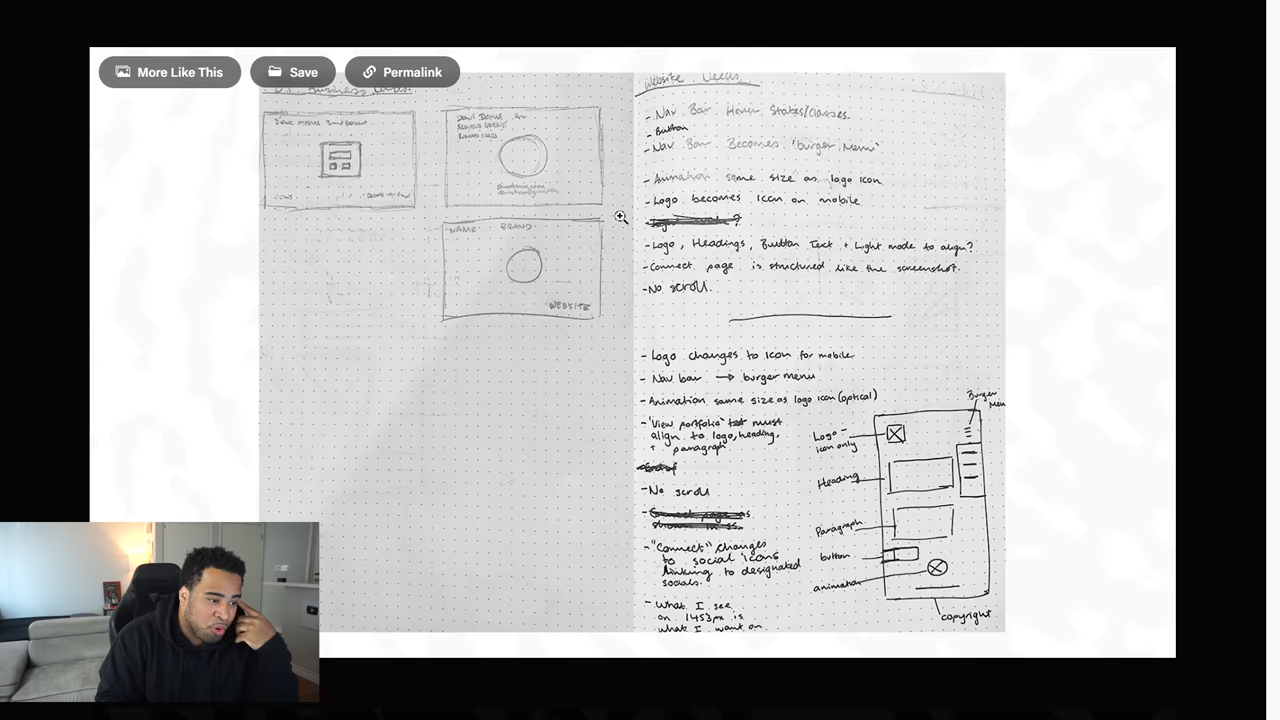 More Like This
Save
Permalink
Business Cards.
NAME BRAND
WEBSITE
Website Needs.
- Nav Bar Hover States/Classes.
- Button
- Nav Bar Becomes 'burger Menu'
- Animation same size as logo icon
- Logo becomes icon on mobile
?
- Logo, Headings, Button Text + Light mode to align?
- Connect page is structured like the screenshot.
- No scroll.
- Logo changes to icon for mobile
- Nav bar → burger menu
- Animation same size as logo icon (optical)
- 'View portfolio' must
align to logo, heading,
+ paragraph
- No scroll
- "Connect" changes
to social icons
linking to designated
socials.
- What I see
on 1453px is
what I want on
Burger
Menu
Logo -
icon only
Heading
Paragraph
button
animation
copyright